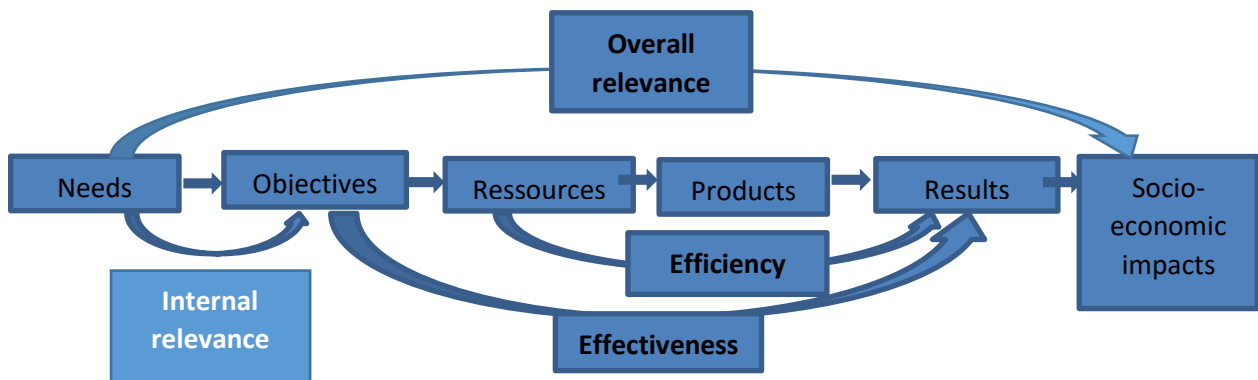 Overall
relevance
Needs
Objectives
Ressources
Products
Results
Socio-
economic
impacts
Efficiency
Internal
relevance
Effectiveness